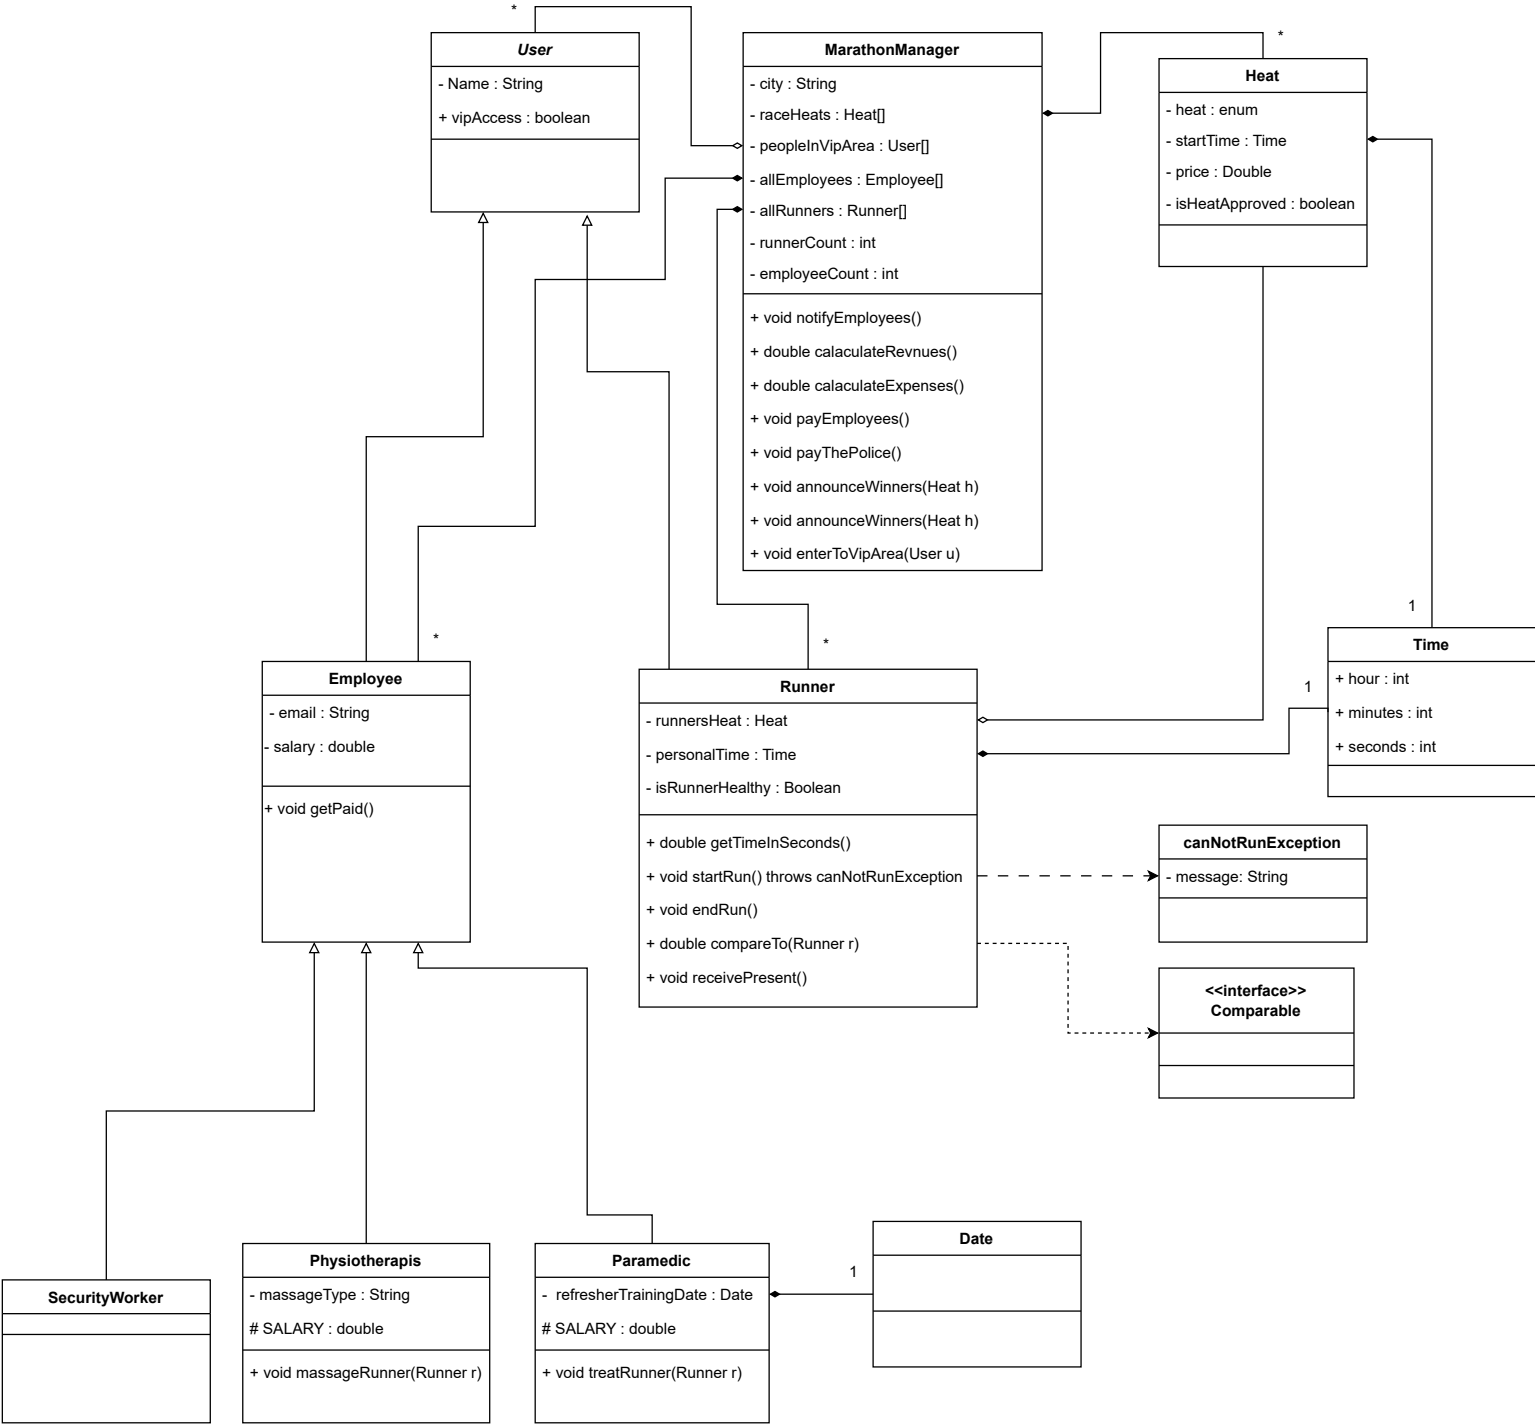 *
User
- Name : String
+ vipAccess : boolean
MarathonManager
- city : String
- raceHeats : Heat[]
- peopleInVipArea : User[]
- allEmployees : Employee[]
- allRunners : Runner[]
- runnerCount : int
- employeeCount : int
+ void notifyEmployees()
+ double calaculateRevnues()
+ double calaculateExpenses()
+ void payEmployees()
+ void payThePolice()
+ void announceWinners(Heat h)
+ void announceWinners(Heat h)
+ void enterToVipArea(User u)
*
Heat
- heat : enum
- startTime : Time
- price : Double
- isHeatApproved : boolean
*
Employee
- email : String
- salary : double
+ void getPaid()
*
Runner
- runnersHeat : Heat
- personalTime : Time
- isRunnerHealthy : Boolean
+ double getTimeInSeconds()
+ void startRun() throws canNotRunException
+ void endRun()
+ double compareTo(Runner r)
+ void receivePresent()
1
1
Time
+ hour : int
+ minutes : int
+ seconds : int
canNotRunException
- message: String
<<interface>>
Comparable
SecurityWorker
Physiotherapis
- massageType : String
# SALARY : double
+ void massageRunner(Runner r)
Paramedic
- refresherTrainingDate : Date
# SALARY : double
+ void treatRunner(Runner r)
1
Date